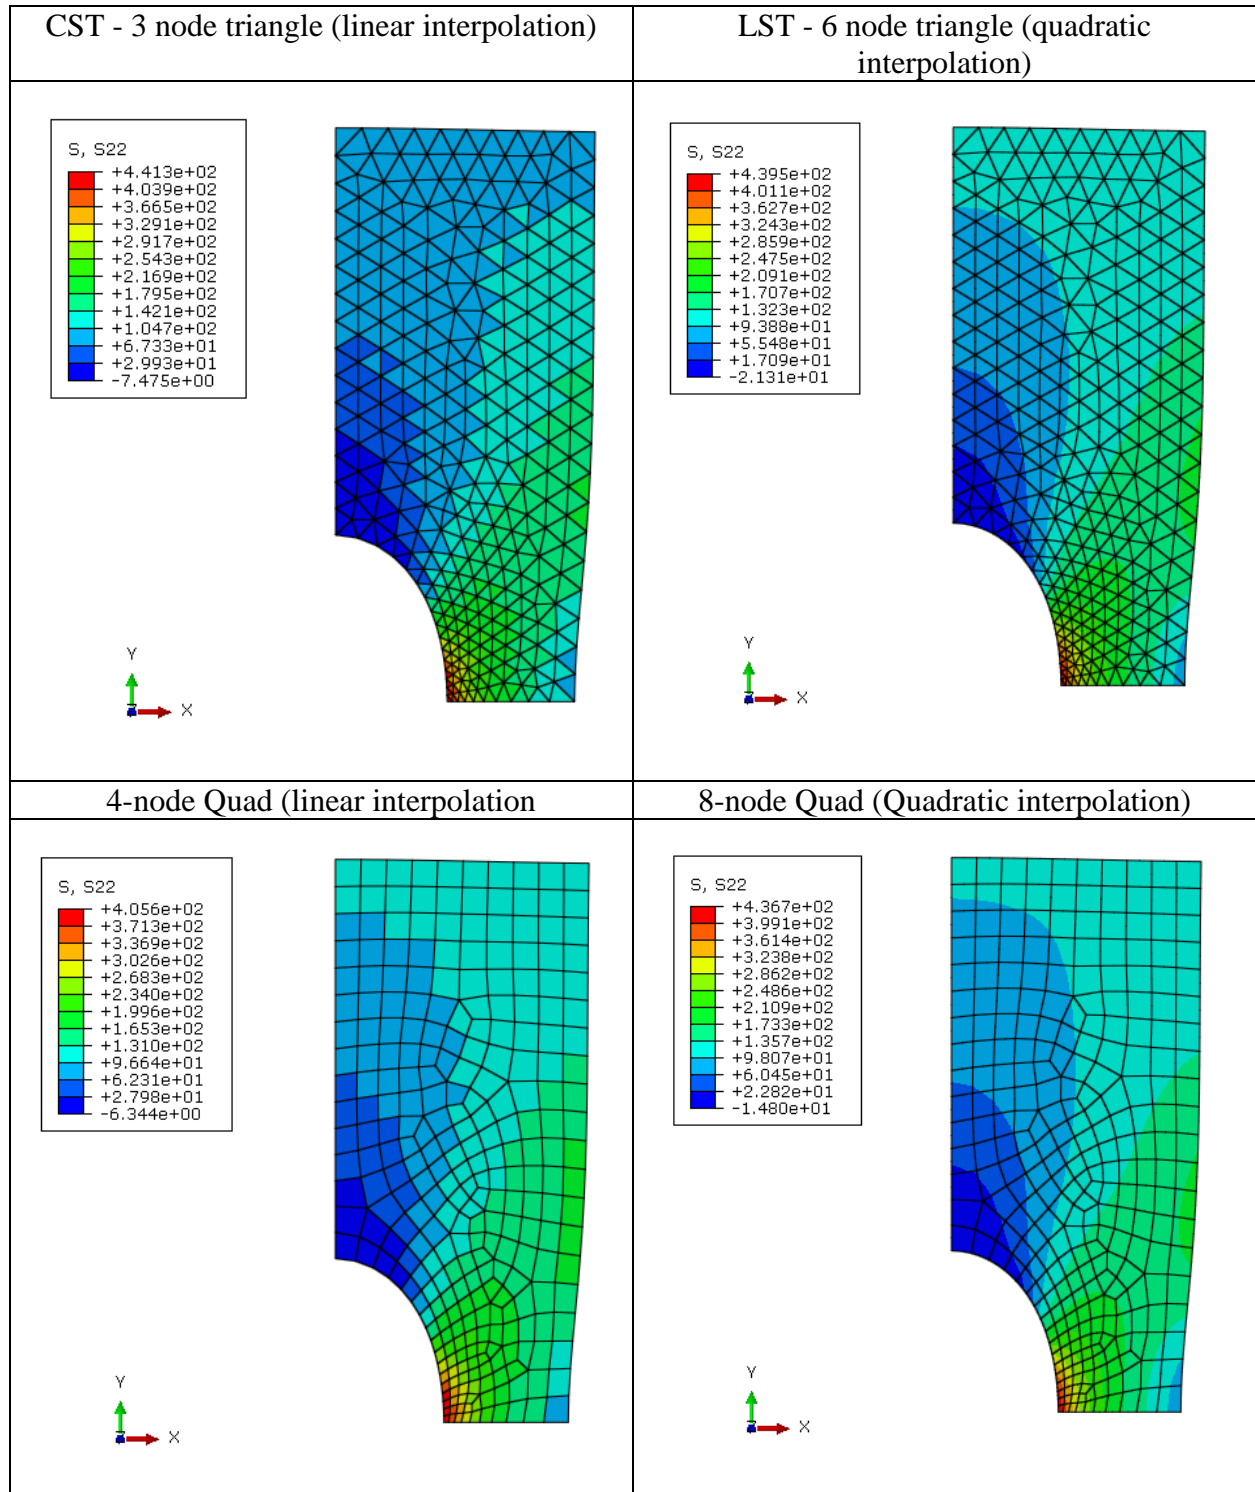 CST - 3 node triangle (linear interpolation)
LST - 6 node triangle (quadratic
interpolation)
S, S22
+4.413e+02
+4.039e+02
+3.665e+02
+3.291e+02
+2.917e+02
+2.543e+02
+2.169e+02
+1.795e+02
+1.421e+02
+1.047e+02
+6.733e+01
+2.993e+01
-7.475e+00
Y
Z
X
S, S22
+4.395e+02
+4.011e+02
+3.627e+02
+3.243e+02
+2.859e+02
+2.475e+02
+2.091e+02
+1.707e+02
+1.323e+02
+9.388e+01
+5.548e+01
+1.709e+01
-2.131e+01
Y
Z
X
4-node Quad (linear interpolation
8-node Quad (Quadratic interpolation)
S, S22
+4.056e+02
+3.713e+02
+3.369e+02
+3.026e+02
+2.683e+02
+2.340e+02
+1.996e+02
+1.653e+02
+1.310e+02
+9.664e+01
+6.231e+01
+2.798e+01
-6.344e+00
Y
Z
X
S, S22
+4.367e+02
+3.991e+02
+3.614e+02
+3.238e+02
+2.862e+02
+2.486e+02
+2.109e+02
+1.733e+02
+1.357e+02
+9.807e+01
+6.045e+01
+2.282e+01
-1.480e+01
Y
Z
X